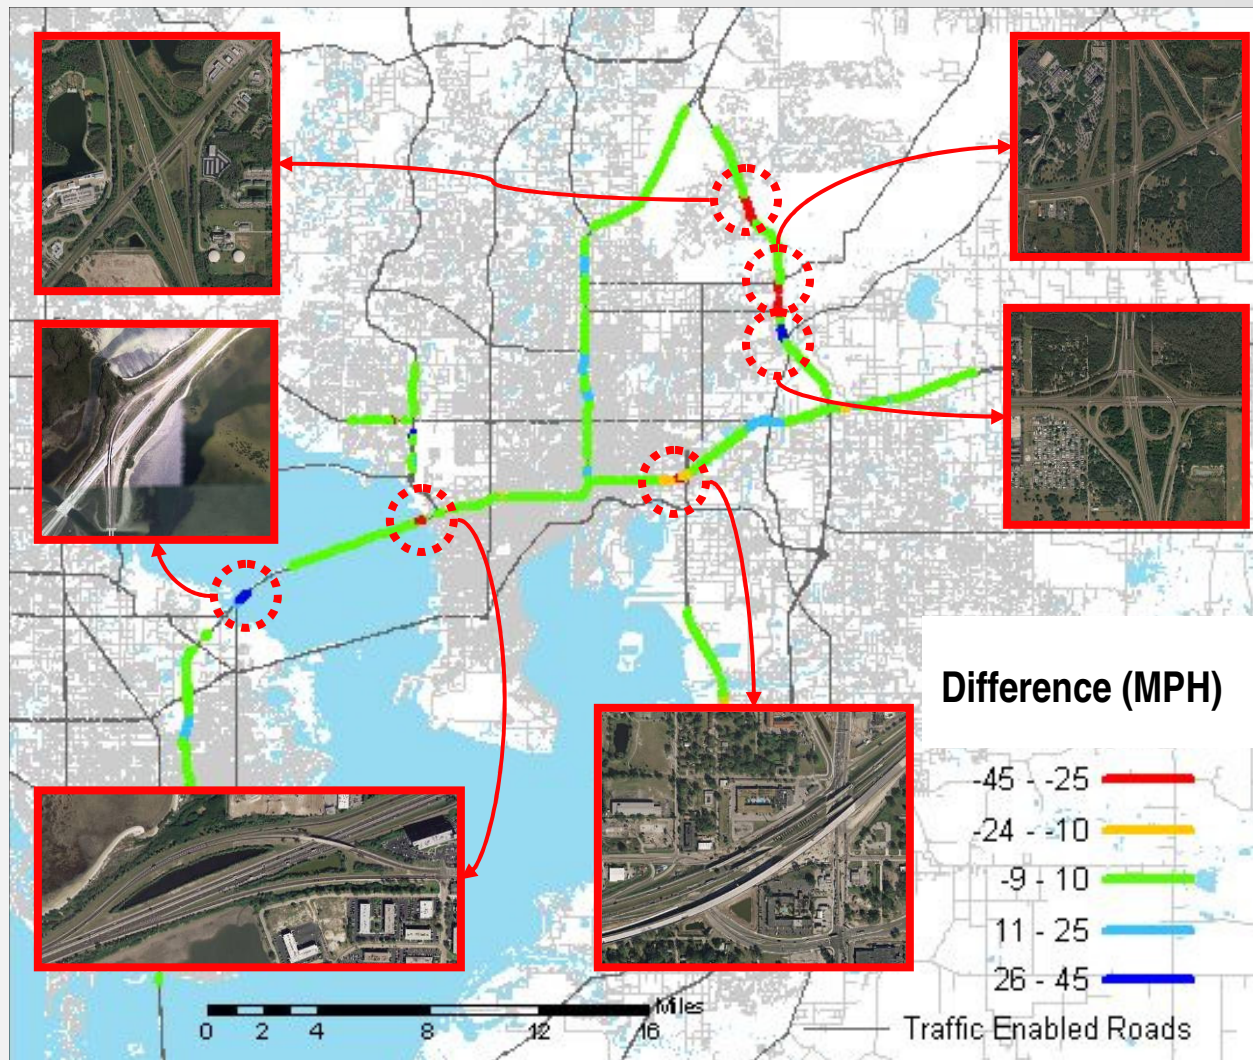 Difference (MPH)
-45 - -25
-24 - -10
-9 - 10
11 - 25
26 - 45
Miles
0 2 4 8 12 16
Traffic Enabled Roads